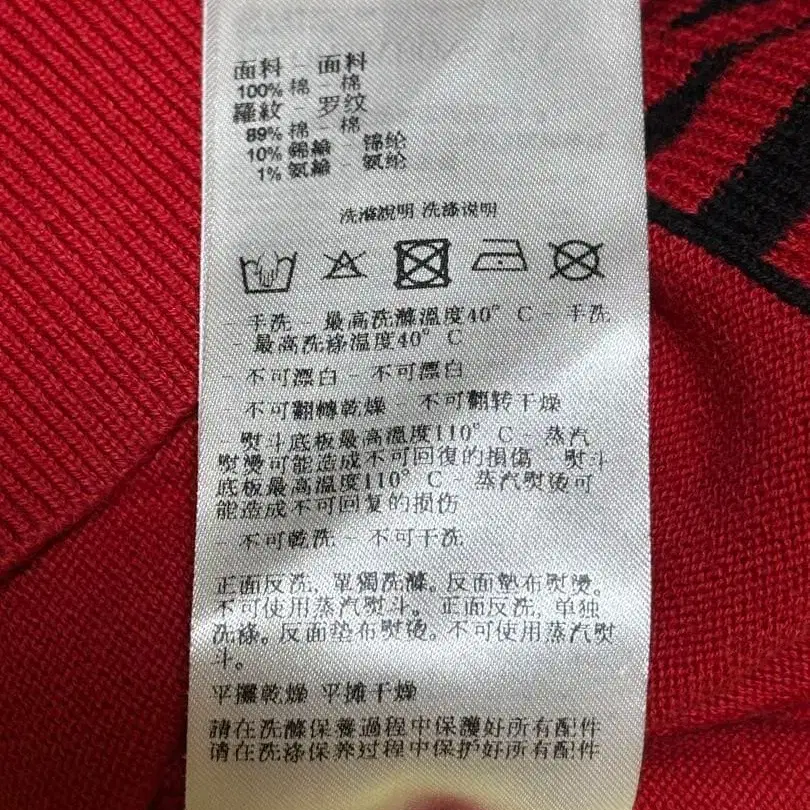 面料 - 面料
100% 棉 - 棉
羅紋 - 罗纹
89% 棉 - 棉
10% 錦綸 - 锦纶
1% 氨綸 - 氨纶
洗滌說明 洗涤说明
- 手洗 - 最高洗滌溫度40° C - 手洗
- 最高洗涤温度40° C
- 不可漂白 - 不可漂白
不可翻轉乾燥 - 不可翻转干燥
- 熨斗底板最高溫度110° C - 蒸汽
熨燙可能造成不可回復的損傷 熨斗
底板最高温度110° C - 蒸汽熨烫可
能造成不可回复的损伤
- 不可乾洗 - 不可干洗
正面反洗, 單獨洗滌。反面墊布熨燙。
不可使用蒸汽熨斗。 正面反洗, 单独
洗涤。反面垫布熨烫。不可使用蒸汽熨
斗。
平攤乾燥 平摊干燥
請在洗滌保養過程中保護好所有配件
请在洗涤保养过程中保护好所有配件